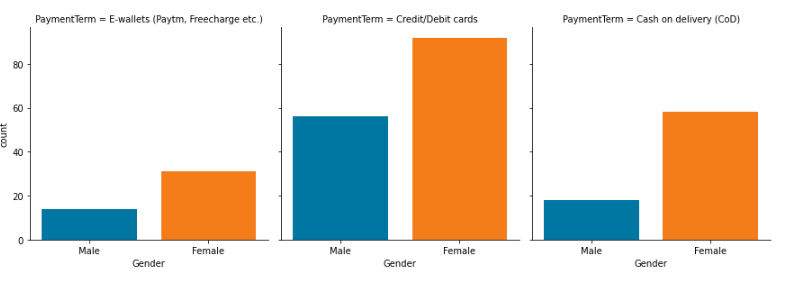 PaymentTerm = E-wallets (Paytm, Freecharge etc.)
PaymentTerm = Credit/Debit cards
PaymentTerm = Cash on delivery (CoD)
80
60
40
20
0
count
Male
Female
Male
Female
Male
Female
Gender
Gender
Gender